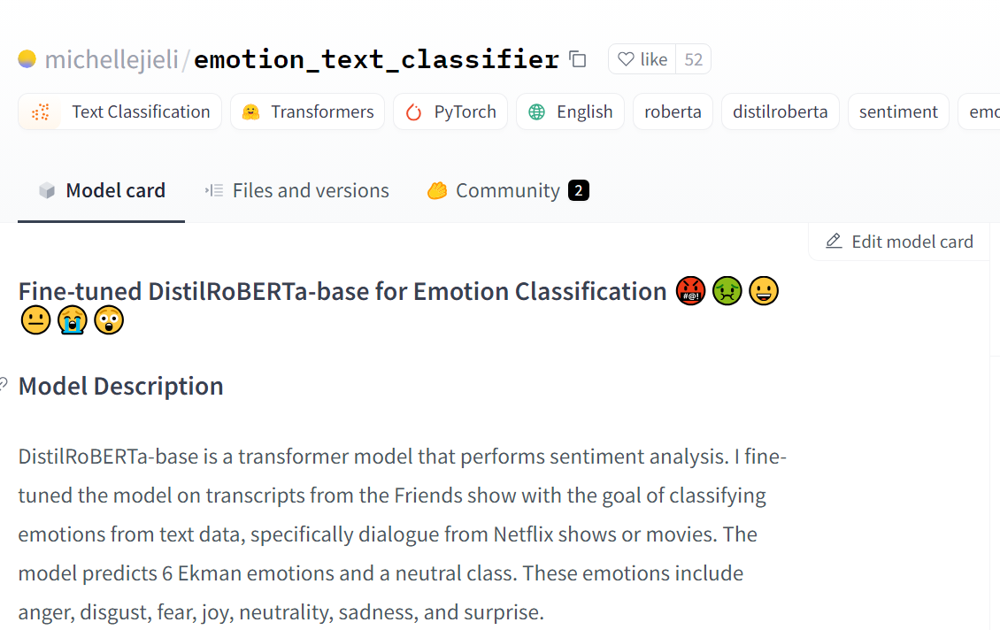 michellejieli/emotion_text_classifier like 52
Text Classification Transformers PyTorch English roberta distilroberta sentiment emo
Model card Files and versions Community 2
Edit model card
Fine-tuned DistilRoBERTa-base for Emotion Classification 🤬🤢😀
😐😭😲
Model Description
DistilRoBERTa-base is a transformer model that performs sentiment analysis. I fine-
tuned the model on transcripts from the Friends show with the goal of classifying
emotions from text data, specifically dialogue from Netflix shows or movies. The
model predicts 6 Ekman emotions and a neutral class. These emotions include
anger, disgust, fear, joy, neutrality, sadness, and surprise.